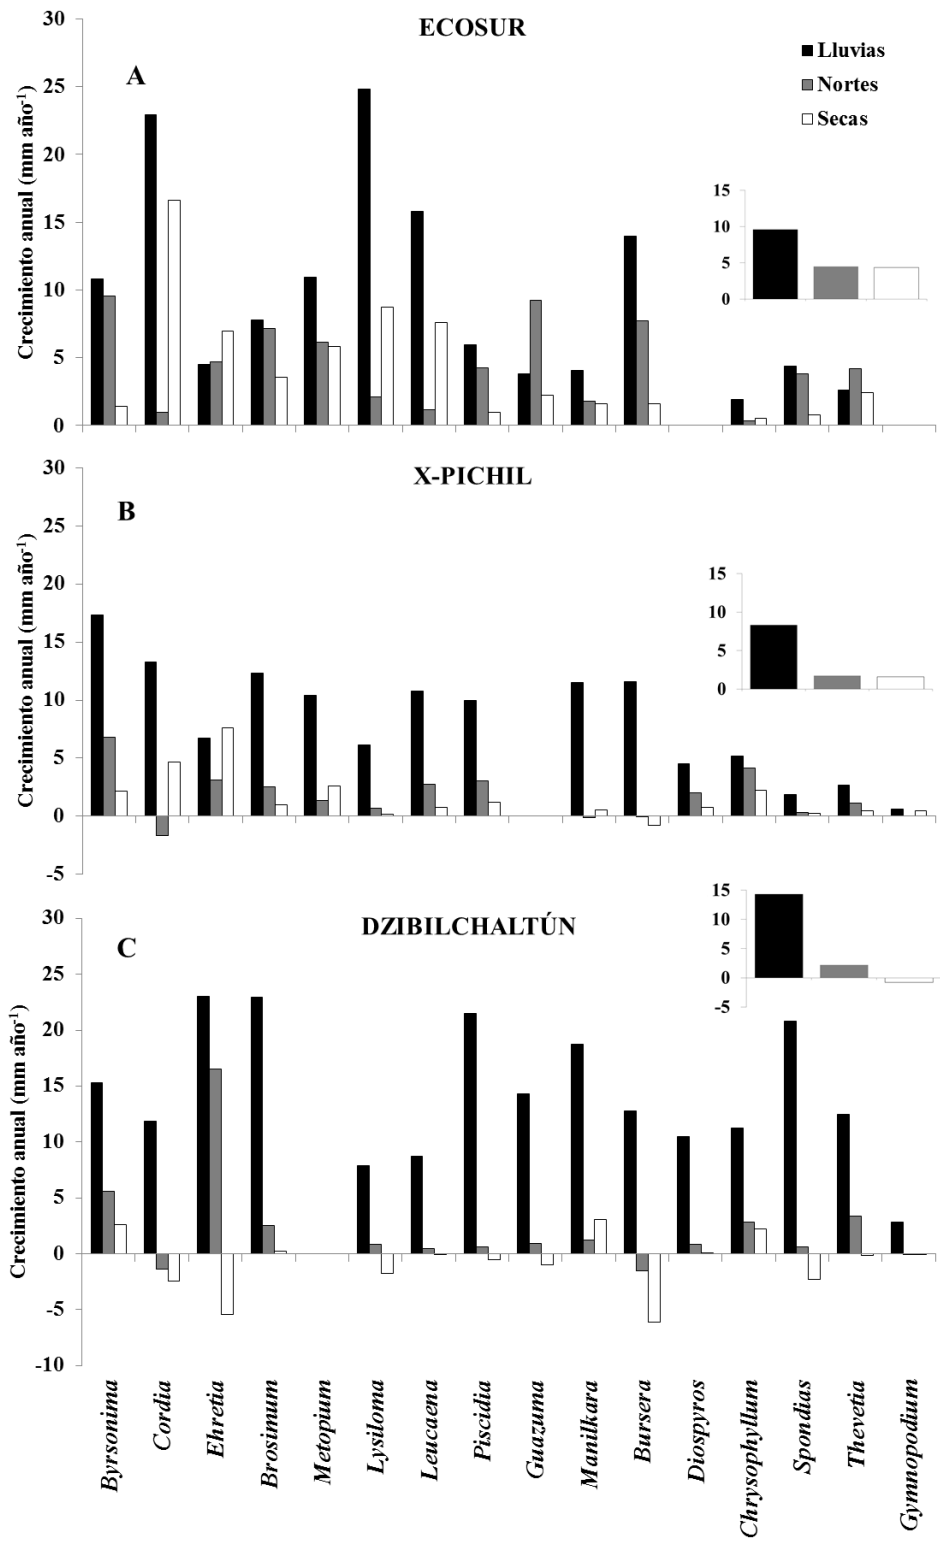 ECOSUR
A
Lluvias
Nortes
Secas
Crecimiento anual (mm año-1)
30
25
20
15
10
5
0
15
10
5
0
X-PICHIL
B
Crecimiento anual (mm año-1)
30
25
20
15
10
5
0
-5
15
10
5
0
DZIBILCHALTÚN
C
Crecimiento anual (mm año-1)
30
25
20
15
10
5
0
-5
-10
15
10
5
0
-5
Byrsonima
Cordia
Ehretia
Brosimum
Metopium
Lysiloma
Leucaena
Piscidia
Guazuma
Manilkara
Bursera
Diospyros
Chrysophyllum
Spondias
Thevetia
Gymnopodium